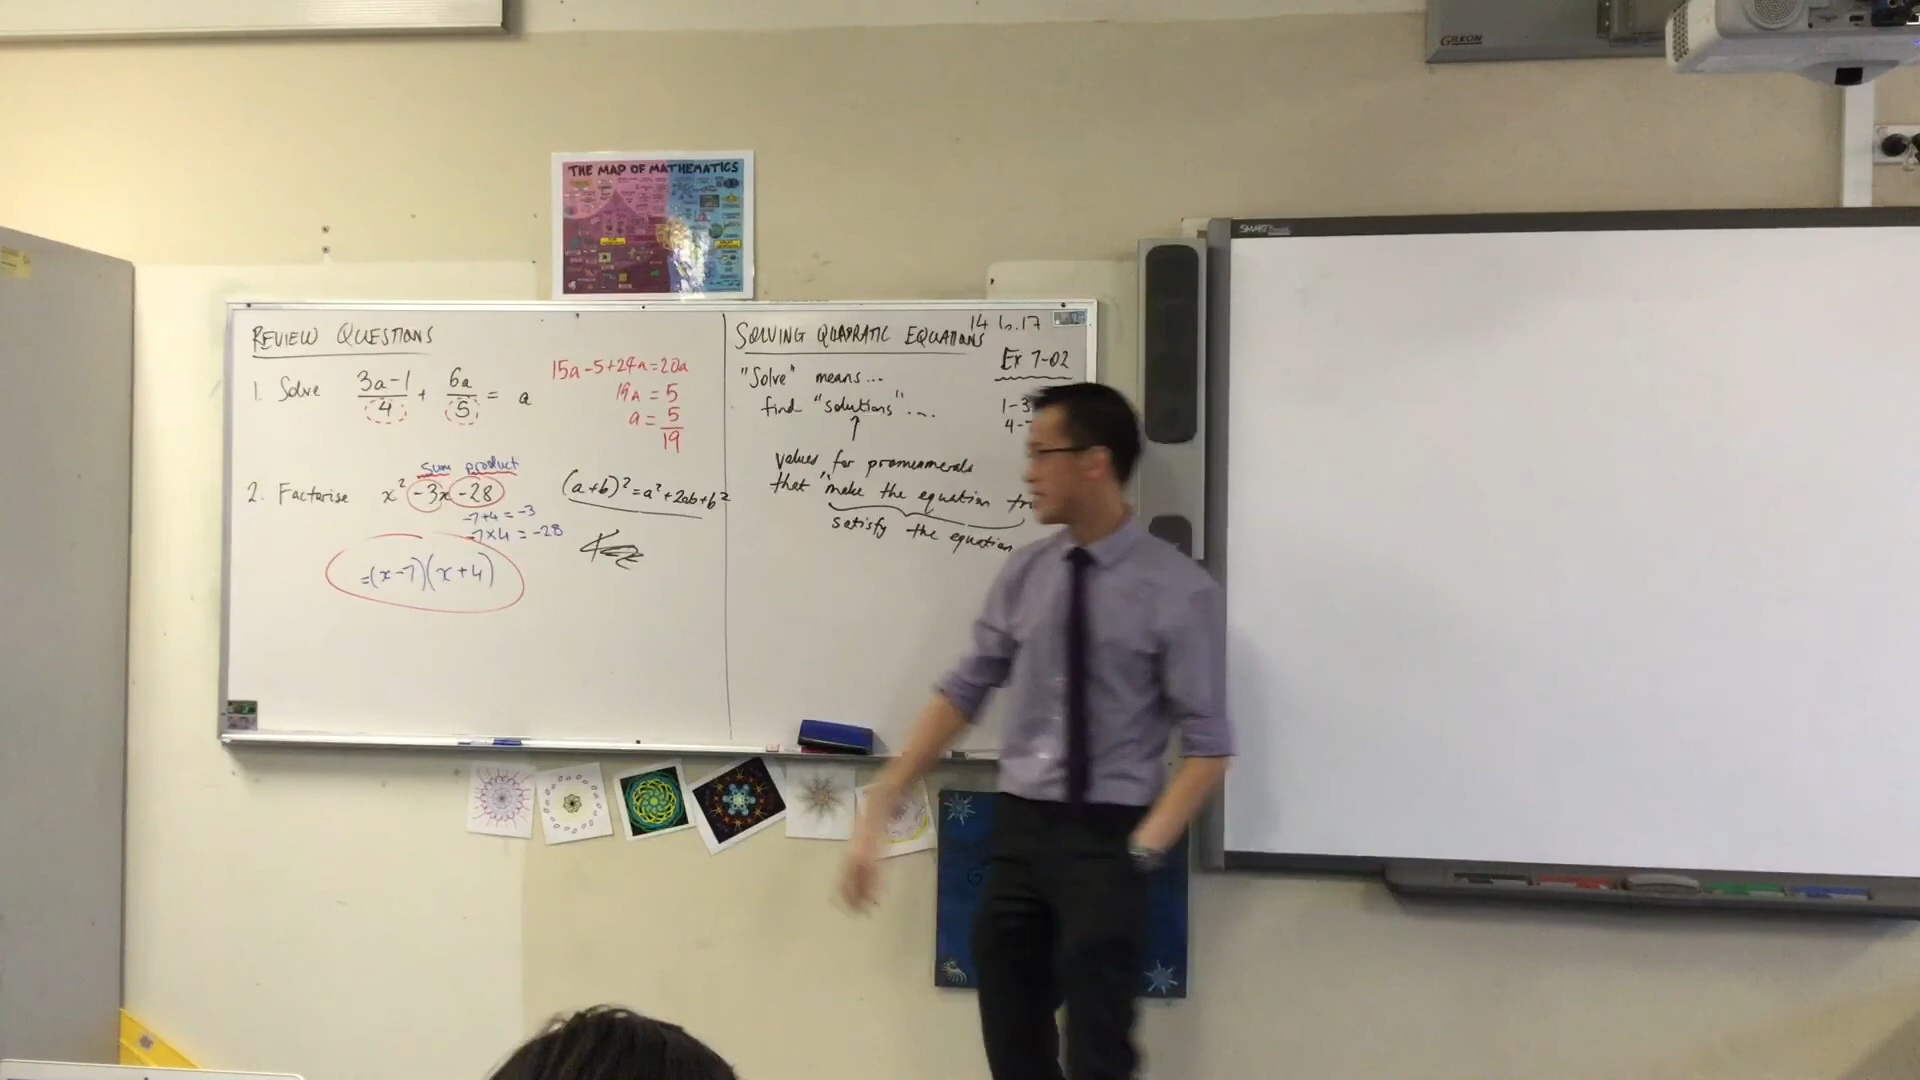 GILKON
THE MAP OF MATHEMATICS
SMART
REVIEW QUESTIONS
1. Solve 3a-1/4 + 6a/5 = a
15a-5+24a=20a
19a = 5
a = 5/19
sum product
2. Factorise x² -3x -28
-7+4 = -3
-7×4 = -28
=(x-7)(x+4)
(a+b)²=a²+2ab+b²
SOLVING QUADRATIC EQUATIONS
14 6.17
Ex 7-02
1-3
4-
"Solve" means...
find "solutions"...
values for pronumerals
that "make the equation
satisfy the equation